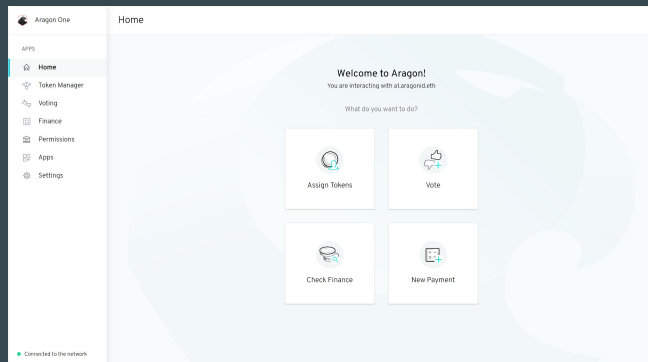 Aragon One
Home
APPS
Home
Token Manager
Voting
Finance
Permissions
Apps
Settings
Connected to the network
Welcome to Aragon!
You are interacting with a1.aragonid.eth
What do you want to do?
Assign Tokens
Vote
Check Finance
New Payment